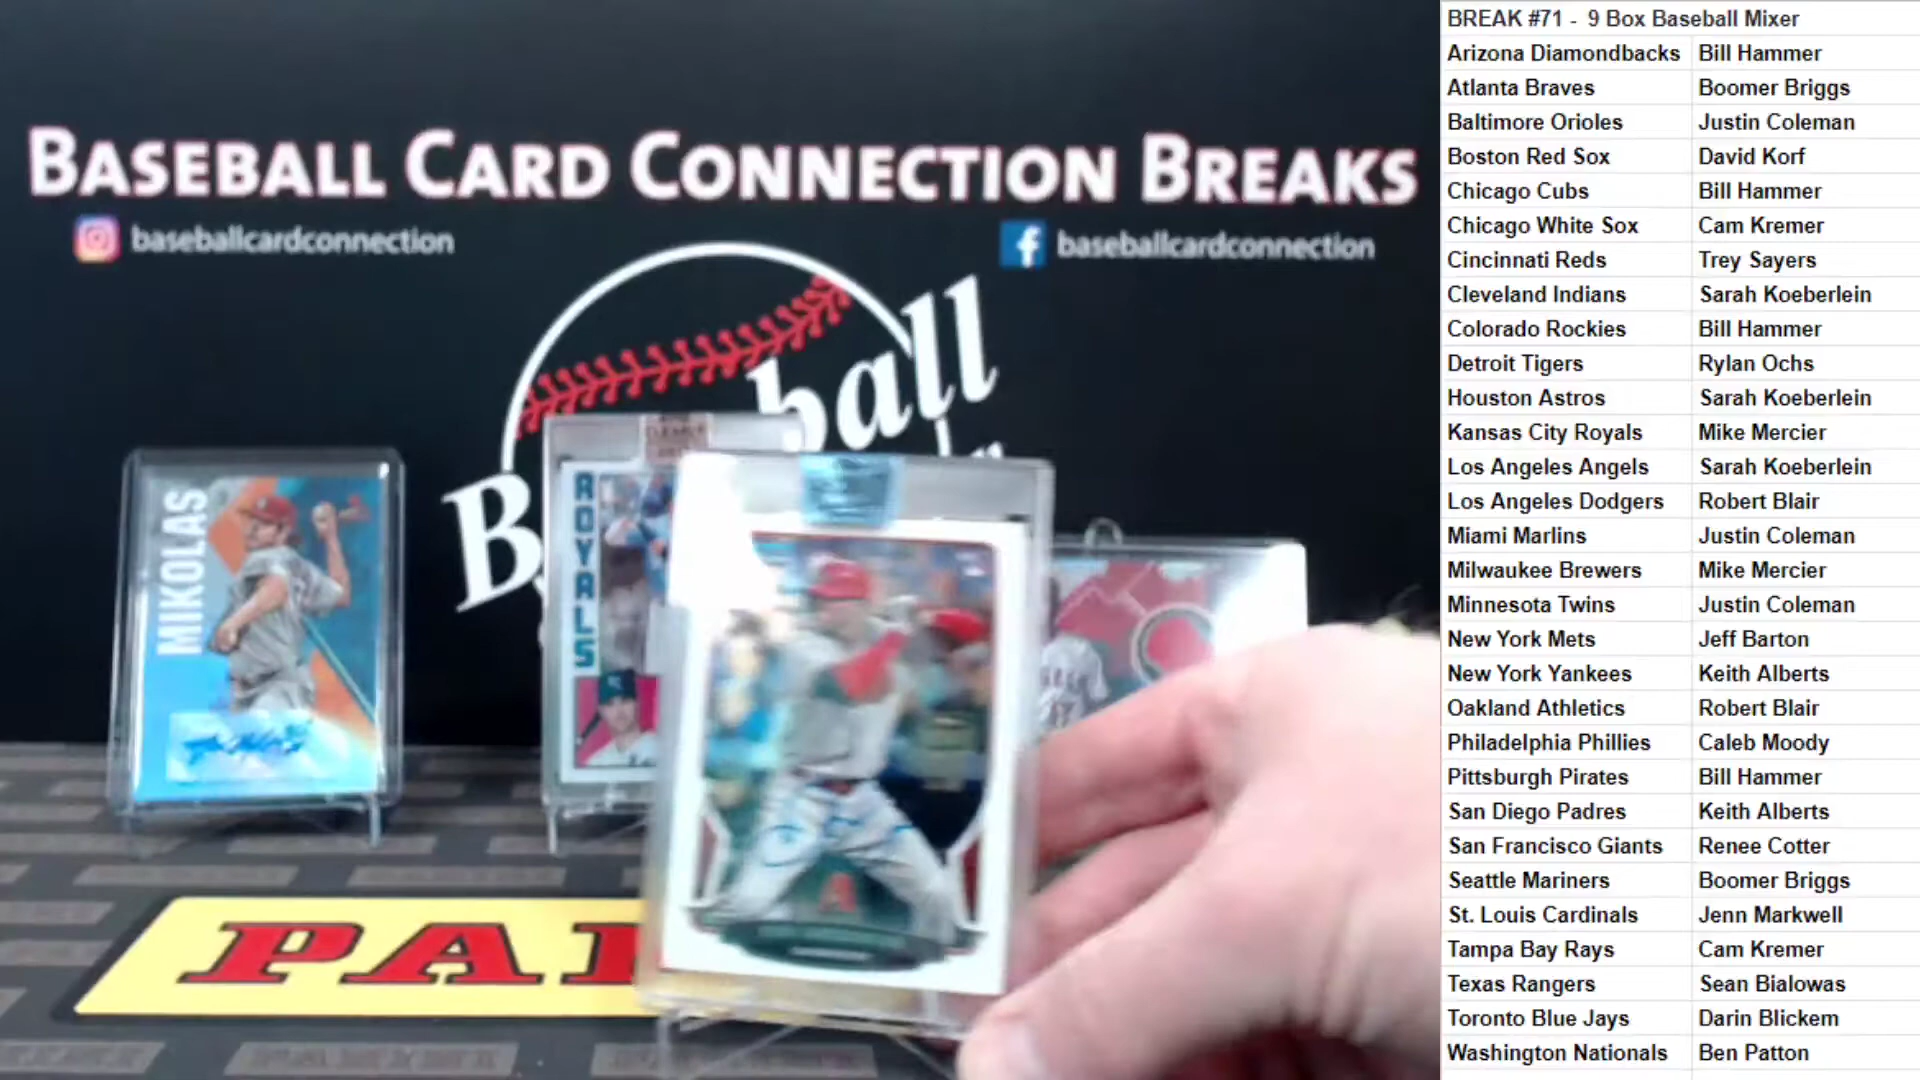 BASEBALL CARD CONNECTION BREAKS
baseballcardconnection
baseballcardconnection
ball
MIKOLAS
ROYALS
A
BREAK #71 - 9 Box Baseball Mixer
Arizona Diamondbacks Bill Hammer
Atlanta Braves Boomer Briggs
Baltimore Orioles Justin Coleman
Boston Red Sox David Korf
Chicago Cubs Bill Hammer
Chicago White Sox Cam Kremer
Cincinnati Reds Trey Sayers
Cleveland Indians Sarah Koeberlein
Colorado Rockies Bill Hammer
Detroit Tigers Rylan Ochs
Houston Astros Sarah Koeberlein
Kansas City Royals Mike Mercier
Los Angeles Angels Sarah Koeberlein
Los Angeles Dodgers Robert Blair
Miami Marlins Justin Coleman
Milwaukee Brewers Mike Mercier
Minnesota Twins Justin Coleman
New York Mets Jeff Barton
New York Yankees Keith Alberts
Oakland Athletics Robert Blair
Philadelphia Phillies Caleb Moody
Pittsburgh Pirates Bill Hammer
San Diego Padres Keith Alberts
San Francisco Giants Renee Cotter
Seattle Mariners Boomer Briggs
St. Louis Cardinals Jenn Markwell
Tampa Bay Rays Cam Kremer
Texas Rangers Sean Bialowas
Toronto Blue Jays Darin Blickem
Washington Nationals Ben Patton